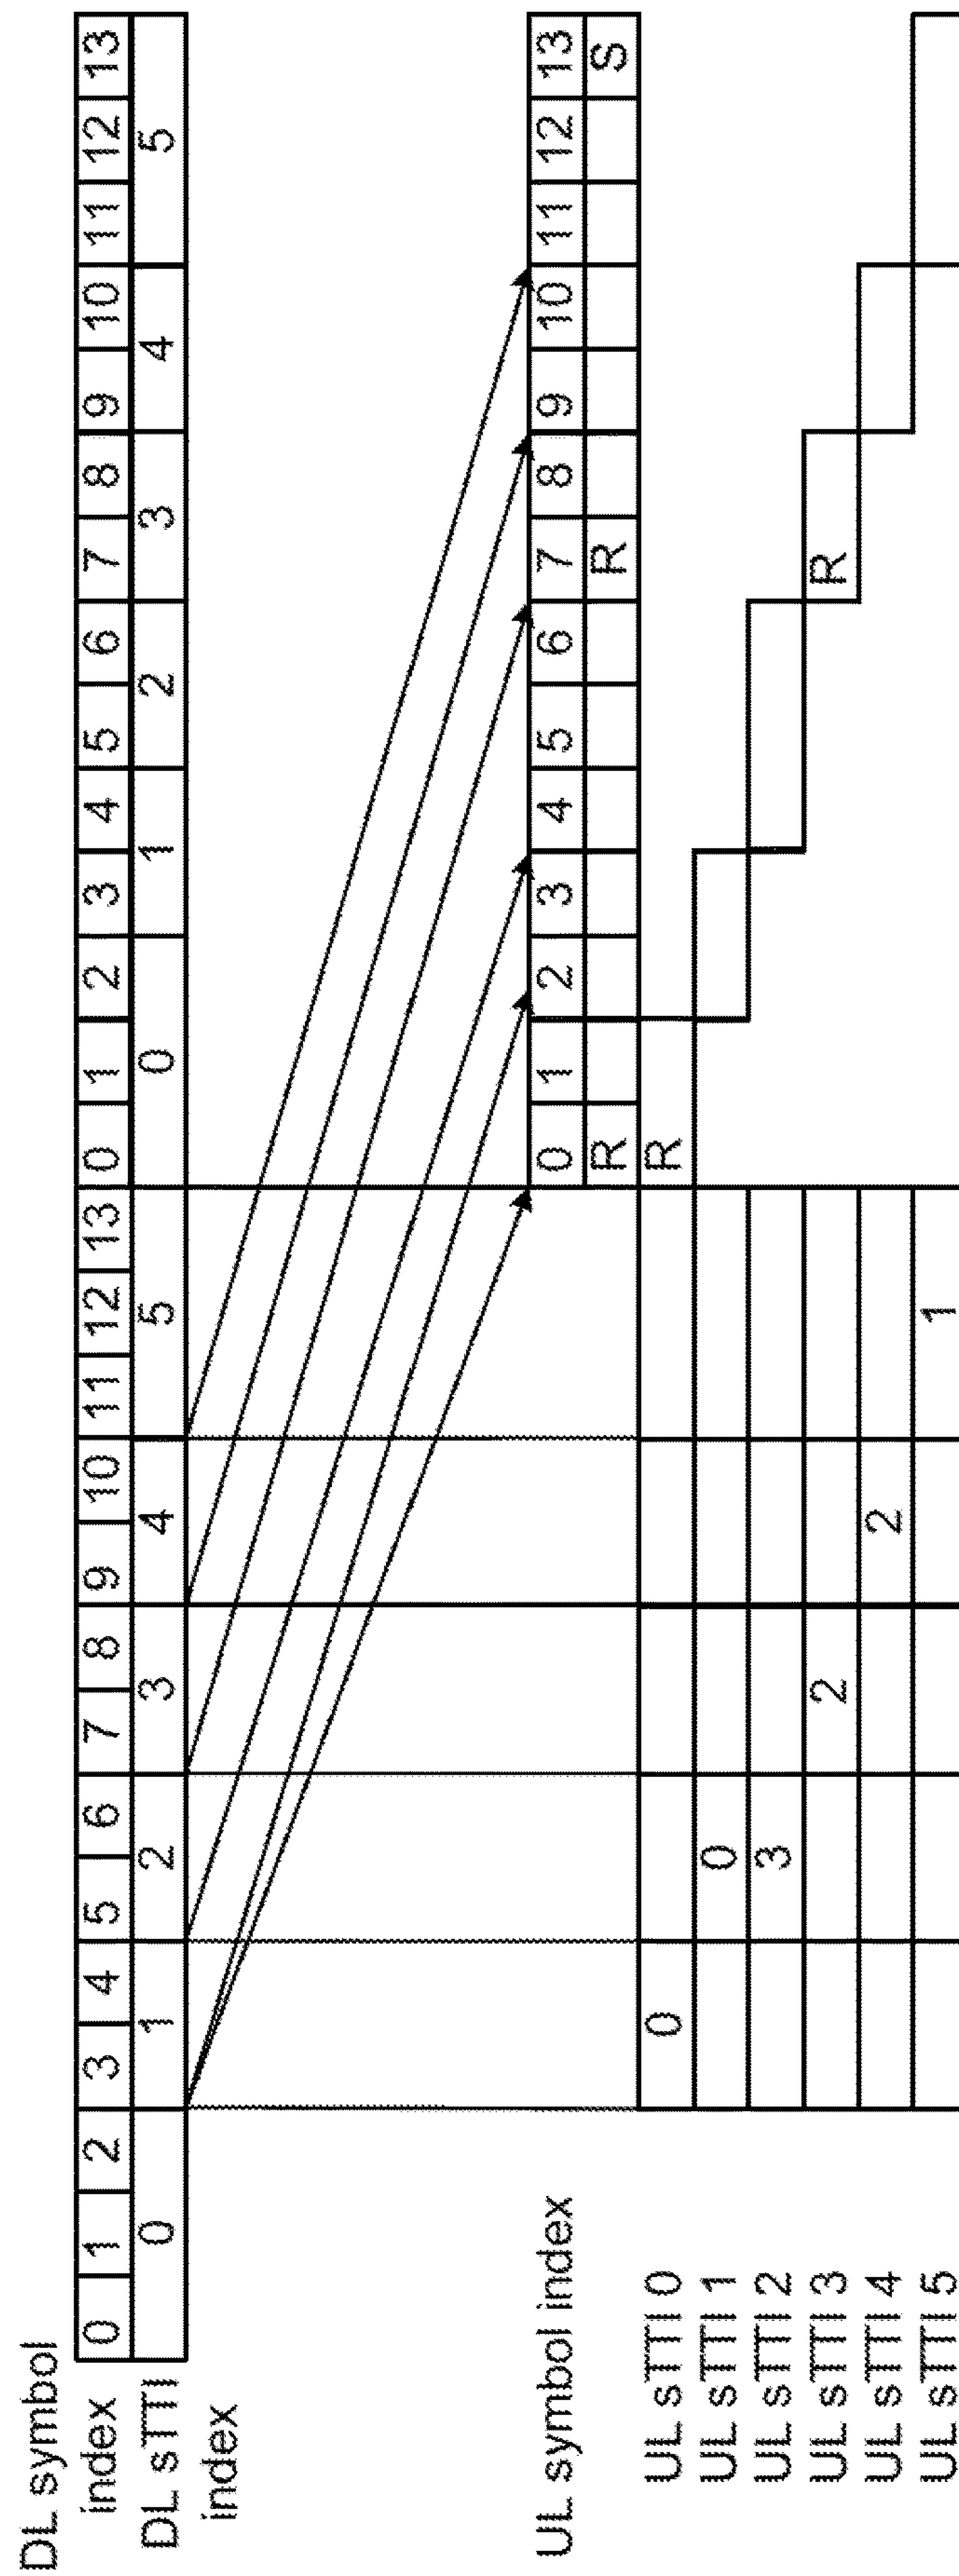 DL symbol
index 0 1 2 3 4 5 6 7 8 9 10 11 12 13 0 1 2 3 4 5 6 7 8 9 10 11 12 13
DL sTTI 0 1 2 3 4 5 0 1 2 3 4 5
index
UL symbol index 0 1 2 3 4 5 6 7 8 9 10 11 12 13
R R S
UL sTTI 0 0 R
UL sTTI 1 0
UL sTTI 2 3
UL sTTI 3 2 R
UL sTTI 4 2
UL sTTI 5 1